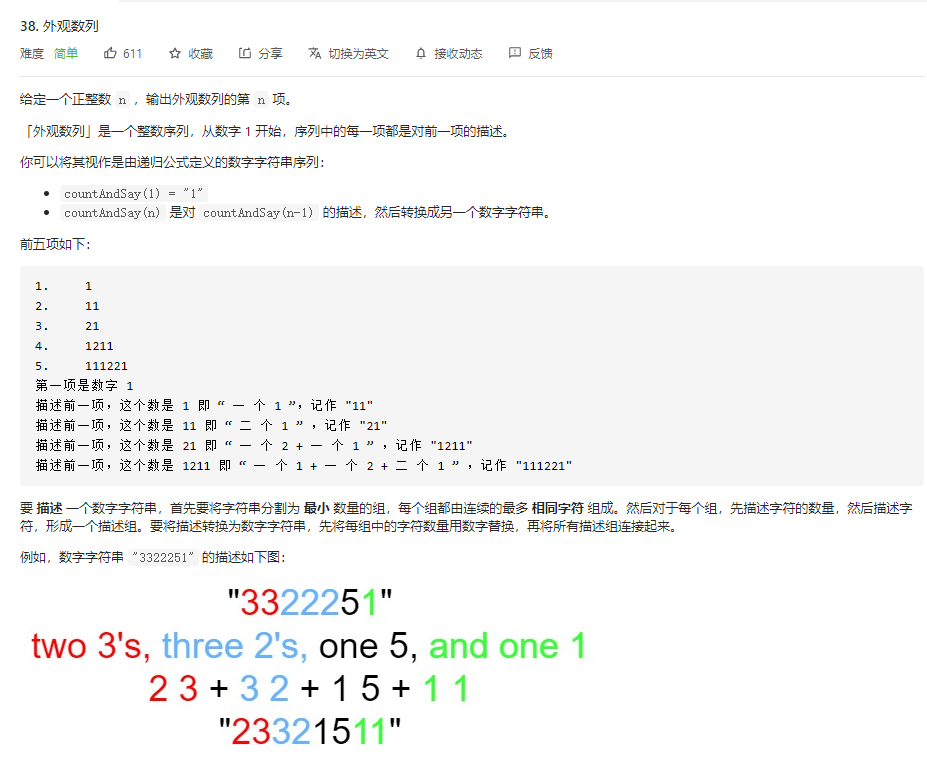 38. 外观数列
难度 简单 611 收藏 分享 切换为英文 接收动态 反馈
给定一个正整数 n ，输出外观数列的第 n 项。
「外观数列」是一个整数序列，从数字 1 开始，序列中的每一项都是对前一项的描述。
你可以将其视作是由递归公式定义的数字字符串序列：
• countAndSay(1) = "1"
• countAndSay(n) 是对 countAndSay(n-1) 的描述，然后转换成另一个数字字符串。
前五项如下：
1. 1
2. 11
3. 21
4. 1211
5. 111221
第一项是数字 1
描述前一项，这个数是 1 即 “ 一 个 1 ”，记作 "11"
描述前一项，这个数是 11 即 “ 二 个 1 ” ，记作 "21"
描述前一项，这个数是 21 即 “ 一 个 2 + 一 个 1 ” ，记作 "1211"
描述前一项，这个数是 1211 即 “ 一 个 1 + 一 个 2 + 二 个 1 ” ，记作 "111221"
要 描述 一个数字字符串，首先要将字符串分割为 最小 数量的组，每个组都由连续的最多 相同字符 组成。然后对于每个组，先描述字符的数量，然后描述字
符，形成一个描述组。要将描述转换为数字字符串，先将每组中的字符数量用数字替换，再将所有描述组连接起来。
例如，数字字符串 "3322251" 的描述如下图：
"3322251"
two 3's, three 2's, one 5, and one 1
2 3 + 3 2 + 1 5 + 1 1
"23321511"